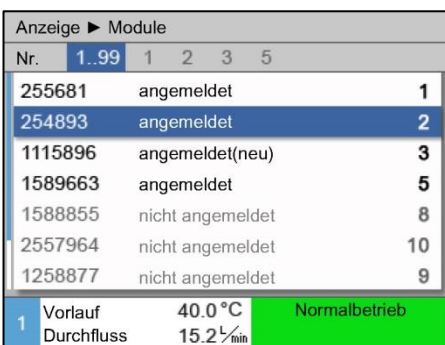 Anzeige ► Module
Nr. 1..99 1 2 3 5
255681 angemeldet 1
254893 angemeldet 2
1115896 angemeldet(neu) 3
1589663 angemeldet 5
1588855 nicht angemeldet 8
2557964 nicht angemeldet 10
1258877 nicht angemeldet 9
1 Vorlauf 40.0 °C Normalbetrieb
Durchfluss 15.2 L/min